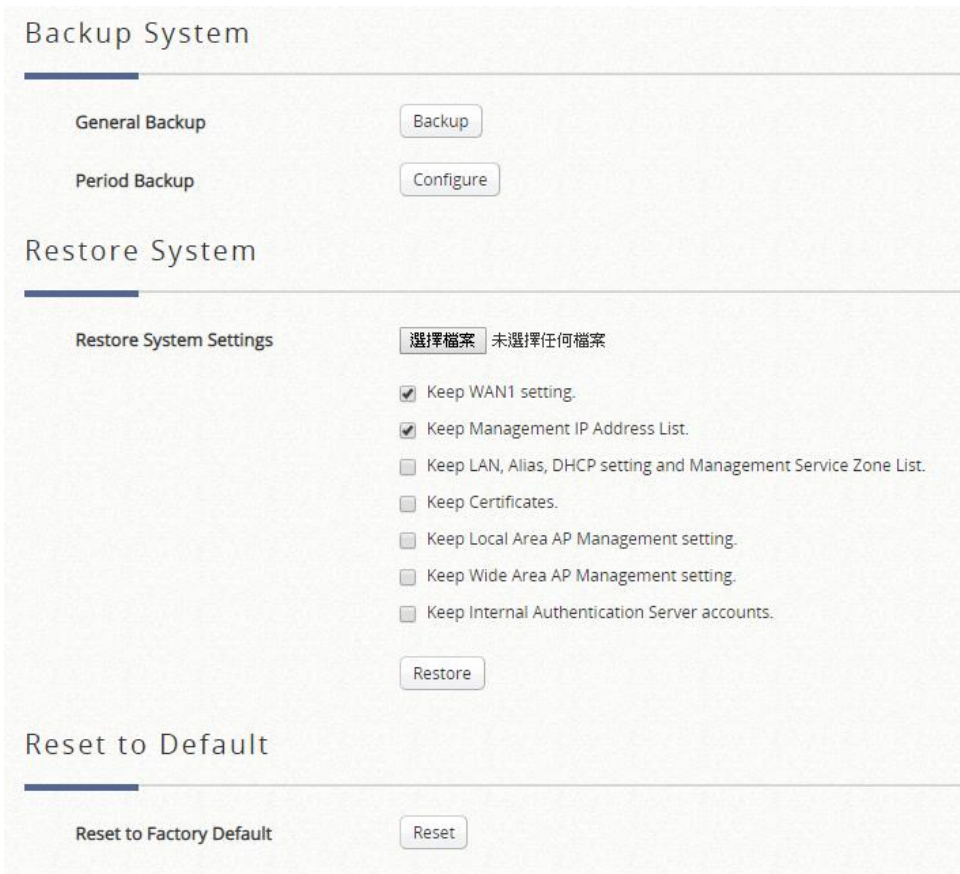 Backup System
General Backup Backup
Period Backup Configure
Restore System
Restore System Settings 選擇檔案 未選擇任何檔案
Keep WAN1 setting.
Keep Management IP Address List.
Keep LAN, Alias, DHCP setting and Management Service Zone List.
Keep Certificates.
Keep Local Area AP Management setting.
Keep Wide Area AP Management setting.
Keep Internal Authentication Server accounts.
Restore
Reset to Default
Reset to Factory Default Reset